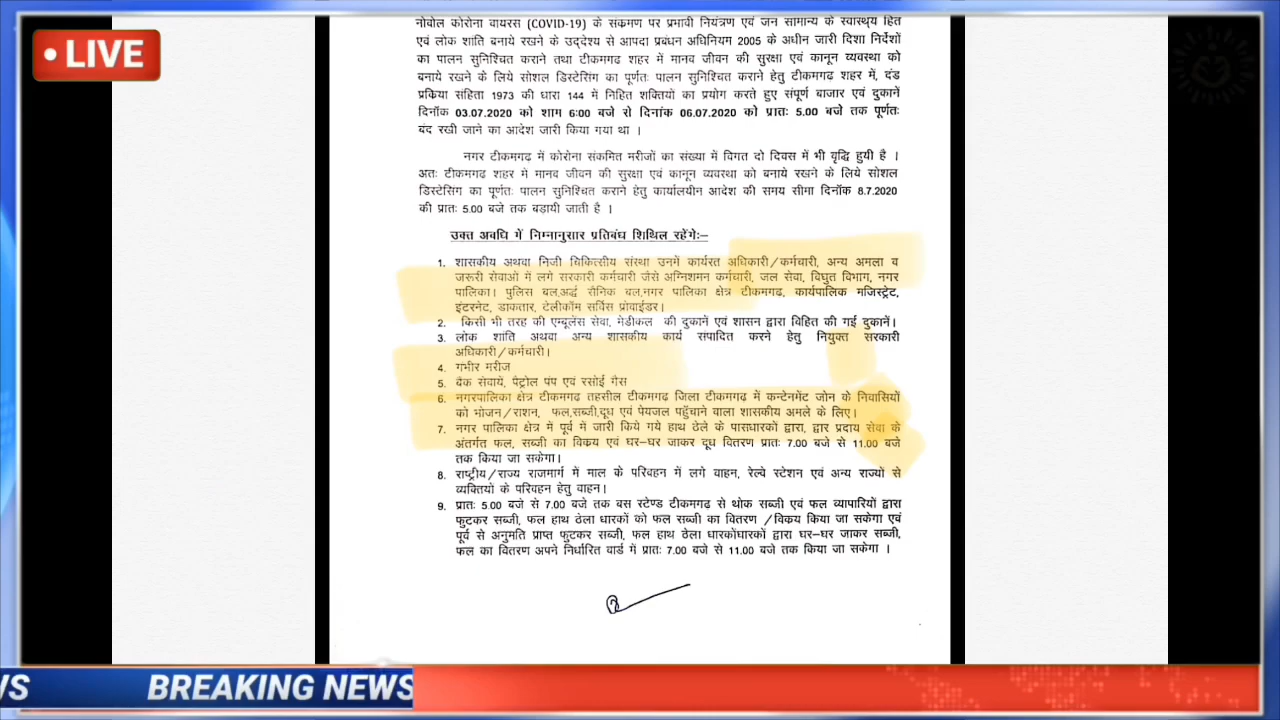 नोवोल कोरोना वायरस (COVID-19) के संकमण पर प्रभावी नियंत्रण एवं जन सामान्य के स्वास्थ्य हित
• LIVE
एवं लोक शांति बनाये रखने के उद्देश्य से आपदा प्रबंधन अधिनियम 2005 के अधीन जारी दिशा निर्देशों
का पालन सुनिश्चित कराने तथा टीकमगढ शहर में मानव जीवन की सुरक्षा एवं कानून व्यवस्था को
बनाये रखने के लिये सोशल डिस्टेसिंग का पूर्णतः पालन सुनिश्चित कराने हेतु टीकमगढ शहर में, दंड
प्रकिया संहिता 1973 की धारा 144 में निहित शक्तियों का प्रयोग करते हुए संपूर्ण बाजार एवं दुकानें
दिनॉक 03.07.2020 को शाम 6:00 बजे से दिनांक 06.07.2020 को प्रातः 5.00 बजे तक पूर्णतः
बंद रखी जाने का आदेश जारी किया गया था ।
नगर टीकमगढ में कोरोना संकमित मरीजों का संख्या में विगत दो दिवस में भी वृद्धि हुयी है ।
अतः टीकमगढ शहर मे मानव जीवन की सुरक्षा एवं कानून व्यवस्था को बनाये रखने के लिये सोशल
डिस्टेसिंग का पूर्णतः पालन सुनिश्चित कराने हेतु कार्यालयीन आदेश की समय सीमा दिनॉक 8.7.2020
की प्रातः 5.00 बजे तक बड़ायी जाती है ।
उक्त अवधि में निम्नानुसार प्रतिबंध शिथिल रहेंगेः–
1. शासकीय अथवा निजी चिकित्सीय संस्था उनमें कार्यरत अधिकारी/कर्मचारी, अन्य अमला व
जरूरी सेवाओं में लगे सरकारी कर्मचारी जैसे अग्निशमन कर्मचारी, जल सेवा, विघुत विभाग, नगर
पालिका। पुलिस बल,अर्द्ध सैनिक बल,नगर पालिका क्षेत्र टीकमगढ, कार्यपालिक मजिस्ट्रेट,
इंटरनेट, डाकतार, टेलीकॉम सर्विस प्रोवाईडर।
2. किसी भी तरह की एम्बूलेंस सेवा, मेडीकल की दुकानें एवं शासन द्वारा विहित की गई दुकानें।
3. लोक शांति अथवा अन्य शासकीय कार्य संपादित करने हेतु नियुक्त सरकारी
अधिकारी/कर्मचारी।
4. गंभीर मरीज
5. बैंक सेवायें, पेट्रोल पंप एवं रसोई गैस
6. नगरपालिका क्षेत्र टीकमगढ तहसील टीकमगढ जिला टीकमगढ में कन्टेनमेंट जोन के निवासियों
को भोजन/राशन, फल,सब्जी,दूध एवं पेयजल पहुँचाने वाला शासकीय अमले के लिए।
7. नगर पालिका क्षेत्र में पूर्व में जारी किये गये हाथ ठेले के पासधारकों द्वारा, द्वार प्रदाय सेवा के
अंतर्गत फल, सब्जी का विक्रय एवं घर-घर जाकर दूध वितरण प्रातः 7.00 बजे से 11.00 बजे
तक किया जा सकेगा।
8. राष्ट्रीय/राज्य राजमार्ग में माल के परिवहन में लगे वाहन, रेल्वे स्टेशन एवं अन्य राज्यों से
व्यक्तियो के परिवहन हेतु वाहन।
9. प्रातः 5.00 बजे से 7.00 बजे तक बस स्टेण्ड टीकमगढ से थोक सब्जी एवं फल व्यापारियों द्वारा
फुटकर सब्जी, फल हाथ ठेला धारकों को फल सब्जी का वितरण /विक्रय किया जा सकेगा एवं
पूर्व से अनुमति प्राप्त फुटकर सब्जी, फल हाथ ठेला धारकोंधारकों द्वारा घर-घर जाकर सब्जी,
फल का वितरण अपने निर्धारित वार्ड में प्रातः 7.00 बजे से 11.00 बजे तक किया जा सकेगा ।
WS BREAKING NEWS